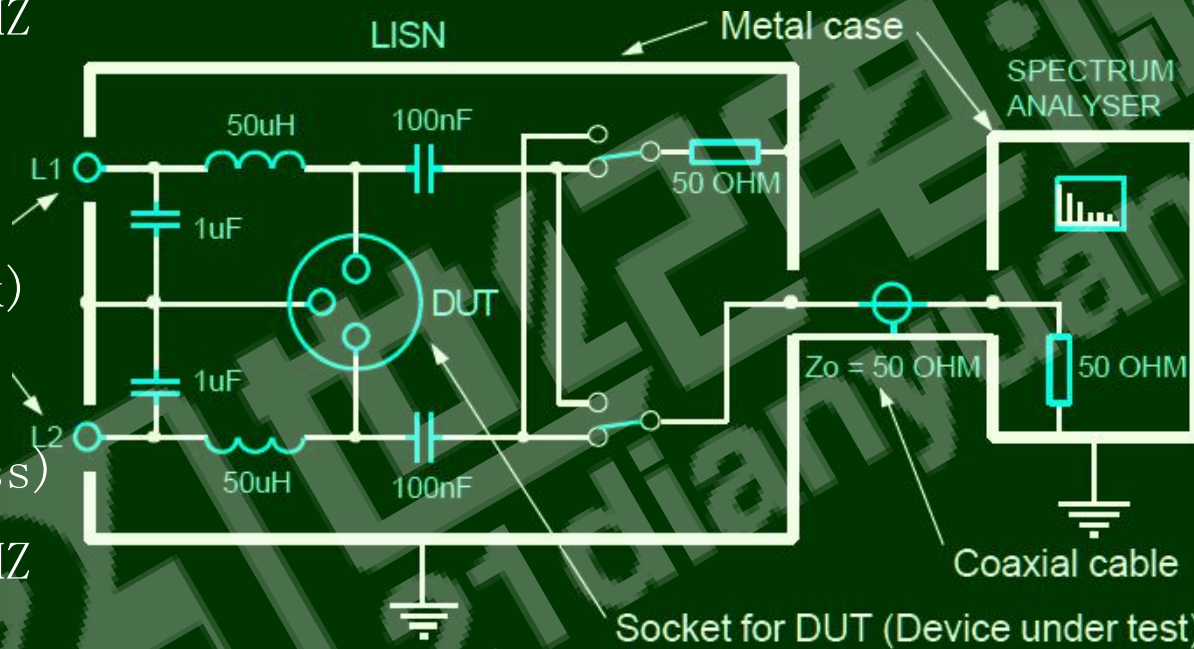 Z
LISN
Metal case
SPECTRUM
ANALYSER
50uH
100nF
L1
50 OHM
1uF
)
DUT
1uF
Zo = 50 OHM
50 OHM
L2
s)
50uH
100nF
Z
Coaxial cable
Socket for DUT (Device under test)
21dianyuan